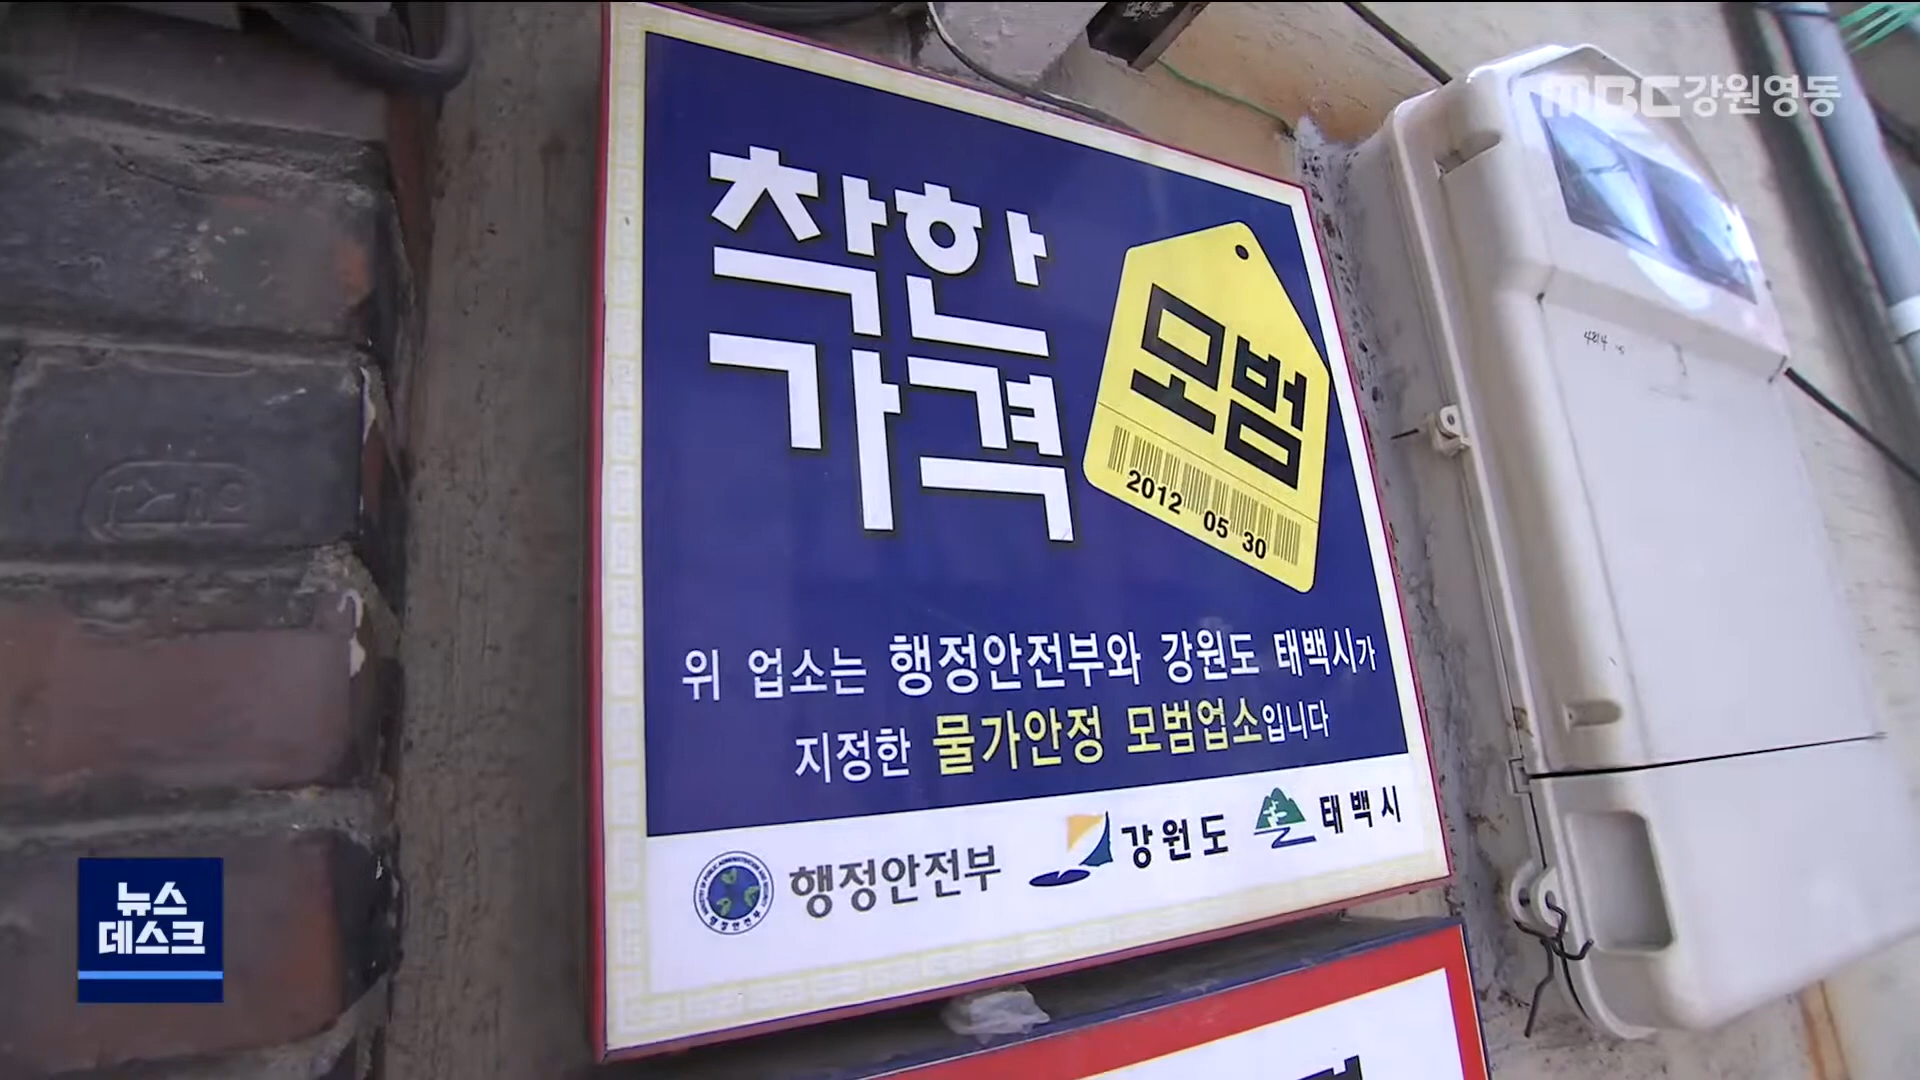 MBC강원영동
착한
가격
모범
2012 05 30
위 업소는 행정안전부와 강원도 태백시가
지정한 물가안정 모범업소입니다
행정안전부
강원도
태백시
뉴스
데스크